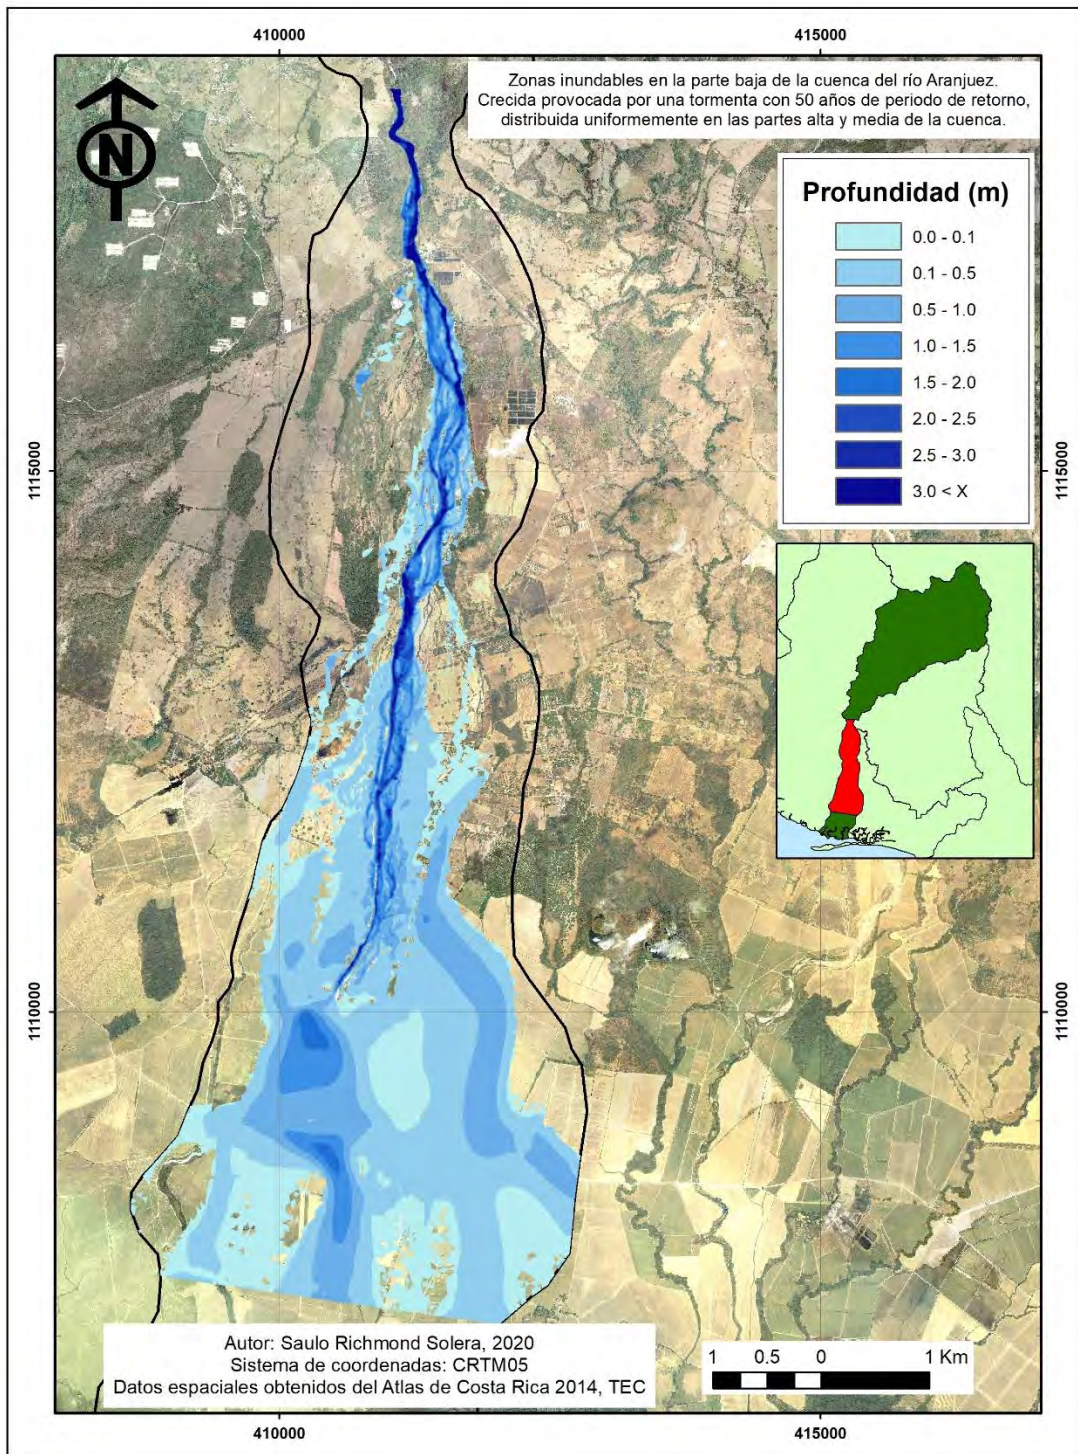 410000
415000
Zonas inundables en la parte baja de la cuenca del río Aranjuez.
Crecida provocada por una tormenta con 50 años de periodo de retorno,
distribuida uniformemente en las partes alta y media de la cuenca.
N
Profundidad (m)
0.0 - 0.1
0.1 - 0.5
0.5 - 1.0
1.0 - 1.5
1.5 - 2.0
2.0 - 2.5
2.5 - 3.0
3.0 < X
1115000
1115000
1110000
1110000
Autor: Saulo Richmond Solera, 2020
Sistema de coordenadas: CRTM05
Datos espaciales obtenidos del Atlas de Costa Rica 2014, TEC
1 0.5 0 1 Km
410000
415000